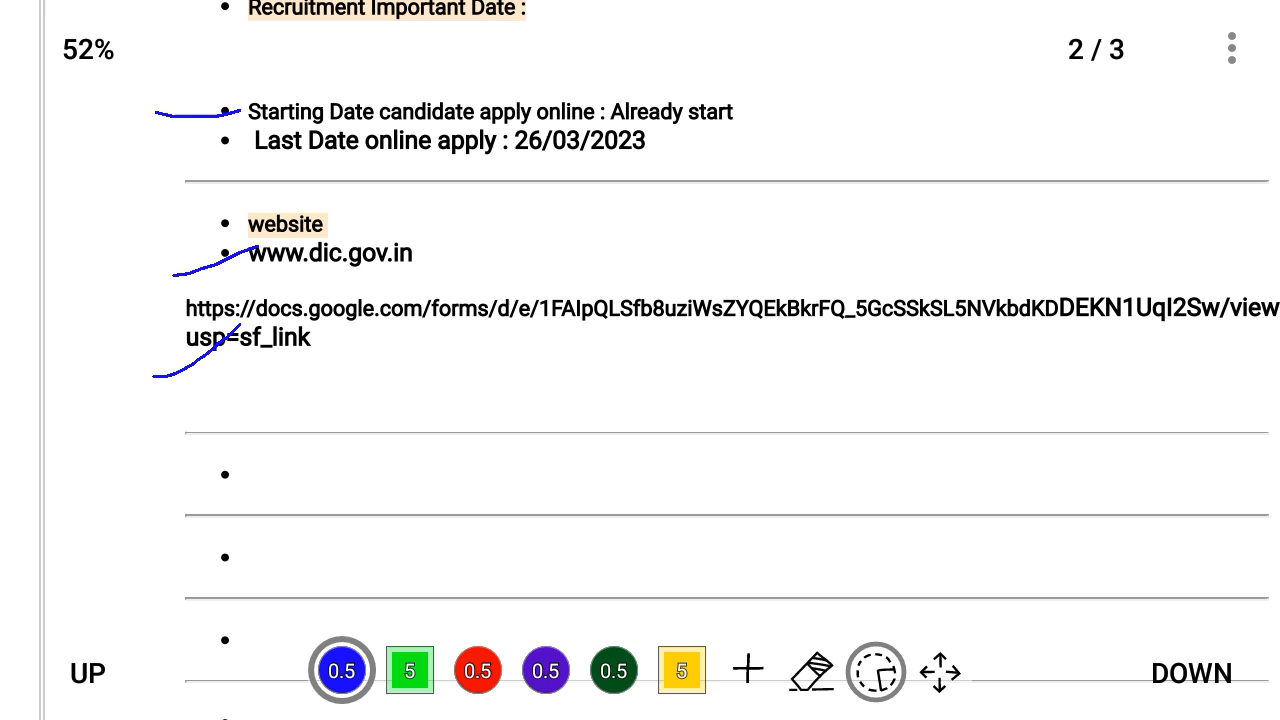 Recruitment Important Date :
52%
2 / 3
Starting Date candidate apply online : Already start
Last Date online apply : 26/03/2023
website
www.dic.gov.in
https://docs.google.com/forms/d/e/1FAIpQLSfb8uziWsZYQEkBkrFQ_5GcSSkSL5NVkbdKDDEKN1UqI2Sw/view
usp=sf_link
UP
0.5
5
0.5
0.5
0.5
5
DOWN